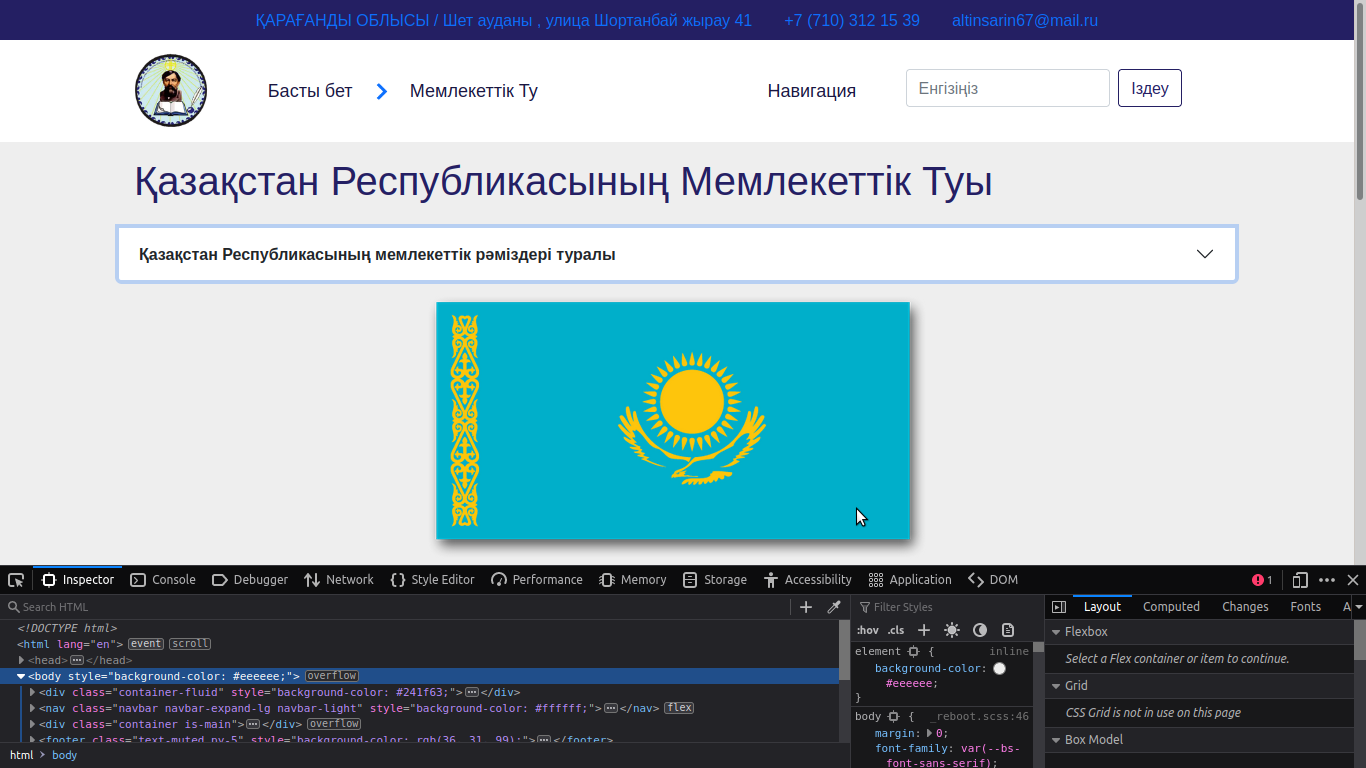 ҚАРАҒАНДЫ ОБЛЫСЫ / Шет ауданы , улица Шортанбай жырау 41 +7 (710) 312 15 39 altinsarin67@mail.ru
Басты бет Мемлекеттік Ту Навигация Енгізіңіз Іздеу
Қазақстан Республикасының Мемлекеттік Туы
Қазақстан Республикасының мемлекеттік рәміздері туралы
Inspector Console Debugger Network Style Editor Performance Memory Storage Accessibility Application DOM 1
Search HTML
<!DOCTYPE html>
<html lang="en"> event scroll
<head> </head>
<body style="background-color: #eeeeee;"> overflow
<div class="container-fluid" style="background-color: #241f63;"> </div>
<nav class="navbar navbar-expand-lg navbar-light" style="background-color: #ffffff;"> </nav> flex
<div class="container is-main"> </div> overflow
<footer class="text-muted py-5" style="background-color: rgb(36, 31, 99);"> </footer>
html > body
Filter Styles
:hov .cls
element { inline
background-color: #eeeeee;
}
body { _reboot.scss:46
margin: 0;
font-family: var(--bs-
font-sans-serif);
Layout Computed Changes Fonts A
Flexbox
Select a Flex container or item to continue.
Grid
CSS Grid is not in use on this page
Box Model